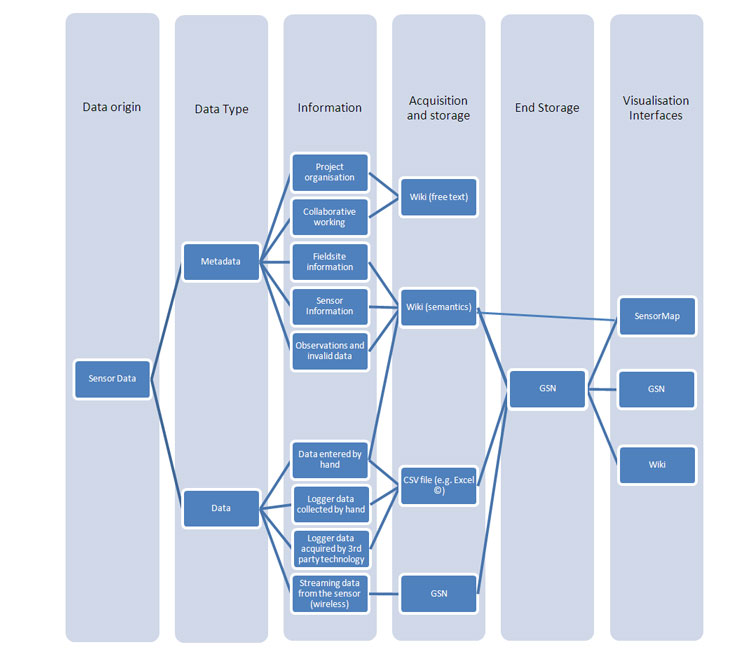 Data origin
Data Type
Information
Acquisition
and storage
End Storage
Visualisation
Interfaces
Sensor Data
Metadata
Data
Project
organisation
Collaborative
working
Fieldsite
information
Sensor
Information
Observations and
invalid data
Data entered by
hand
Logger data
collected by hand
Logger data
acquired by 3rd
party technology
Streaming data
from the sensor
(wireless)
Wiki (free text)
Wiki (semantics)
CSV file (e.g. Excel
©)
GSN
GSN
SensorMap
GSN
Wiki